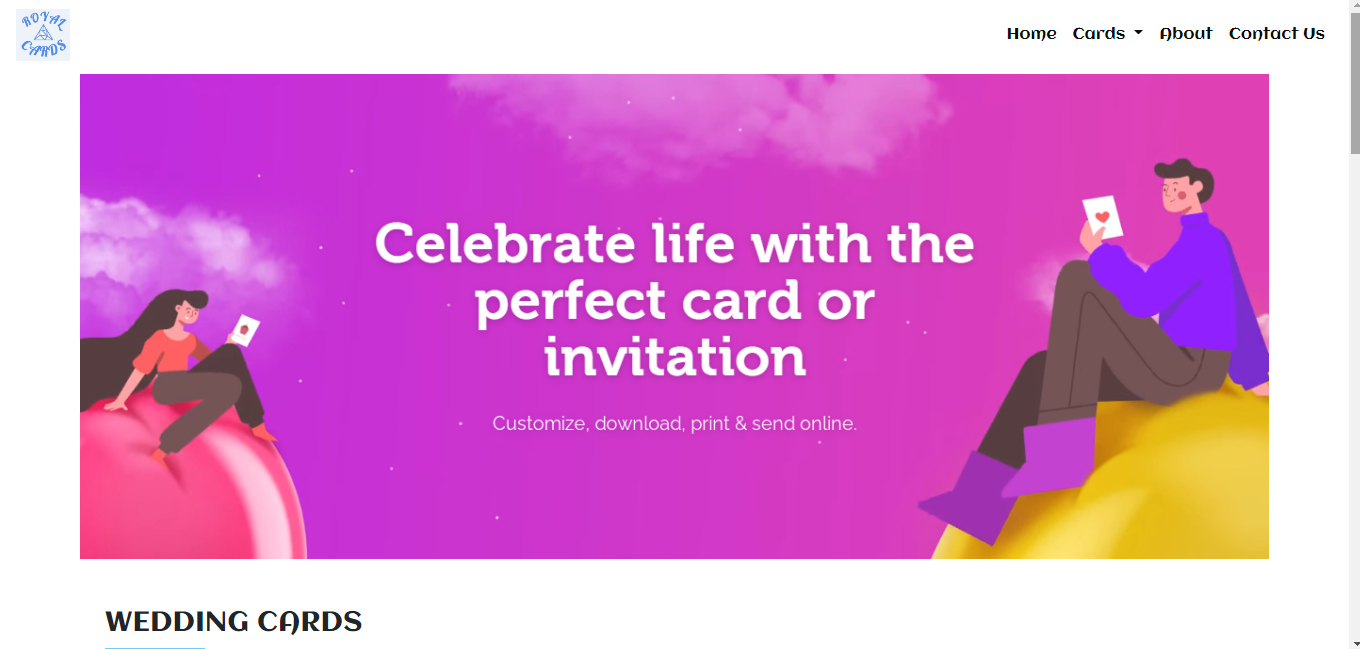 ROYAL
CARDS
Home Cards About Contact Us
Celebrate life with the
perfect card or
invitation
Customize, download, print & send online.
WEDDING CARDS